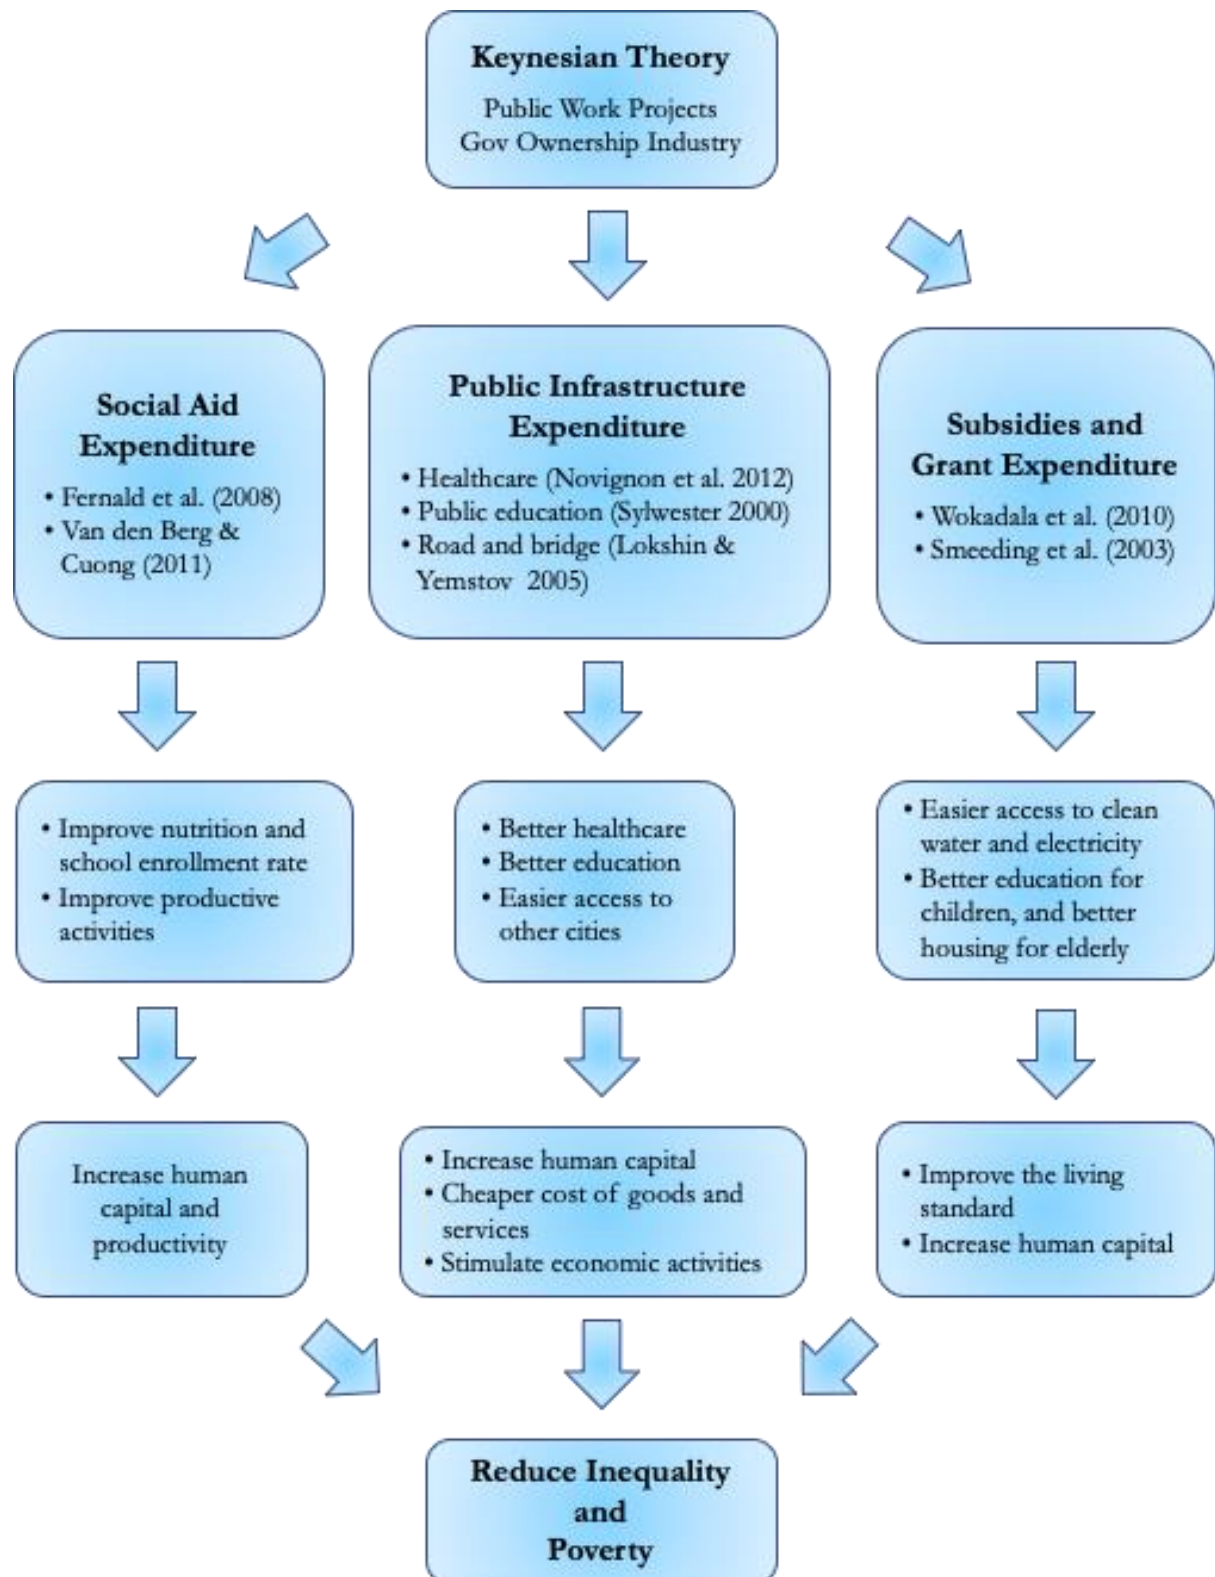 Keynesian Theory
Public Work Projects
Gov Ownership Industry
Social Aid
Expenditure
• Fernald et al. (2008)
• Van den Berg &
Cuong (2011)
Public Infrastructure
Expenditure
• Healthcare (Novignon et al. 2012)
• Public education (Sylwester 2000)
• Road and bridge (Lokshin &
Yemstov 2005)
Subsidies and
Grant Expenditure
• Wokadala et al. (2010)
• Smeeding et al. (2003)
• Improve nutrition and
school enrollment rate
• Improve productive
activities
• Better healthcare
• Better education
• Easier access to
other cities
• Easier access to clean
water and electricity
• Better education for
children, and better
housing for elderly
Increase human
capital and
productivity
• Increase human capital
• Cheaper cost of goods and
services
• Stimulate economic activities
• Improve the living
standard
• Increase human capital
Reduce Inequality
and
Poverty